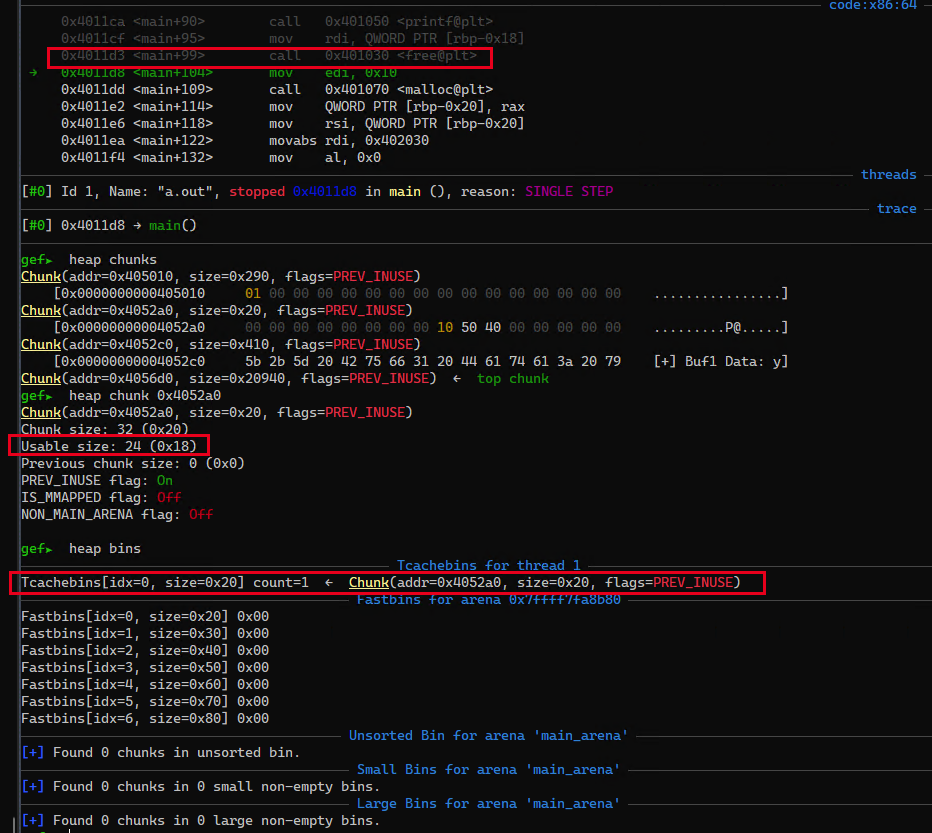 code:x86:64
0x4011ca <main+90> call 0x401050 <printf@plt>
0x4011cf <main+95> mov rdi, QWORD PTR [rbp-0x18]
0x4011d3 <main+99> call 0x401030 <free@plt>
→ 0x4011d8 <main+104> mov edi, 0x10
0x4011dd <main+109> call 0x401070 <malloc@plt>
0x4011e2 <main+114> mov QWORD PTR [rbp-0x20], rax
0x4011e6 <main+118> mov rsi, QWORD PTR [rbp-0x20]
0x4011ea <main+122> movabs rdi, 0x402030
0x4011f4 <main+132> mov al, 0x0
threads
[#0] Id 1, Name: "a.out", stopped 0x4011d8 in main (), reason: SINGLE STEP
trace
[#0] 0x4011d8 → main()
gef➤ heap chunks
Chunk(addr=0x405010, size=0x290, flags=PREV_INUSE)
[0x0000000000405010 01 00 00 00 00 00 00 00 00 00 00 00 00 00 00 00 ................]
Chunk(addr=0x4052a0, size=0x20, flags=PREV_INUSE)
[0x00000000004052a0 00 00 00 00 00 00 00 00 10 50 40 00 00 00 00 00 .........P@.....]
Chunk(addr=0x4052c0, size=0x410, flags=PREV_INUSE)
[0x00000000004052c0 5b 2b 5d 20 42 75 66 31 20 44 61 74 61 3a 20 79 [+] Buf1 Data: y]
Chunk(addr=0x4056d0, size=0x20940, flags=PREV_INUSE) ← top chunk
gef➤ heap chunk 0x4052a0
Chunk(addr=0x4052a0, size=0x20, flags=PREV_INUSE)
Chunk size: 32 (0x20)
Usable size: 24 (0x18)
Previous chunk size: 0 (0x0)
PREV_INUSE flag: On
IS_MMAPPED flag: Off
NON_MAIN_ARENA flag: Off
gef➤ heap bins
Tcachebins for thread 1
Tcachebins[idx=0, size=0x20] count=1 ← Chunk(addr=0x4052a0, size=0x20, flags=PREV_INUSE)
Fastbins for arena 0x7ffff7fa8b80
Fastbins[idx=0, size=0x20] 0x00
Fastbins[idx=1, size=0x30] 0x00
Fastbins[idx=2, size=0x40] 0x00
Fastbins[idx=3, size=0x50] 0x00
Fastbins[idx=4, size=0x60] 0x00
Fastbins[idx=5, size=0x70] 0x00
Fastbins[idx=6, size=0x80] 0x00
Unsorted Bin for arena 'main_arena'
[+] Found 0 chunks in unsorted bin.
Small Bins for arena 'main_arena'
[+] Found 0 chunks in 0 small non-empty bins.
Large Bins for arena 'main_arena'
[+] Found 0 chunks in 0 large non-empty bins.